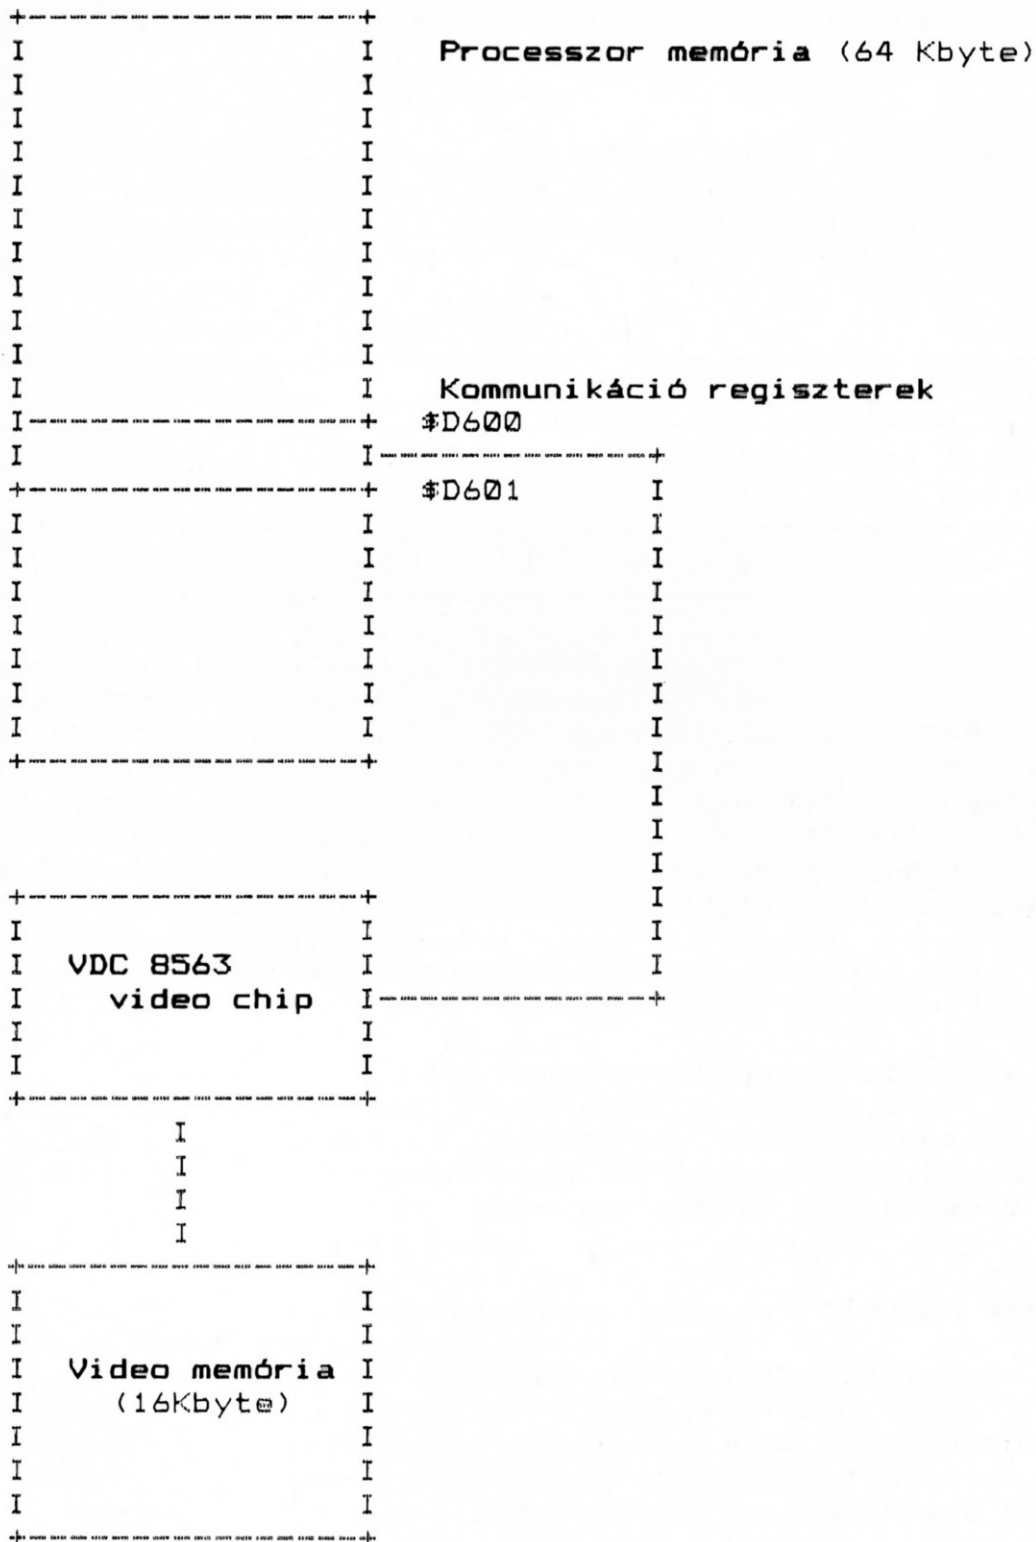 Processzor memória (64 Kbyte)
Kommunikáció regiszterek
$D600
$D601
VDC 8563
video chip
Video memória
(16Kbyte)